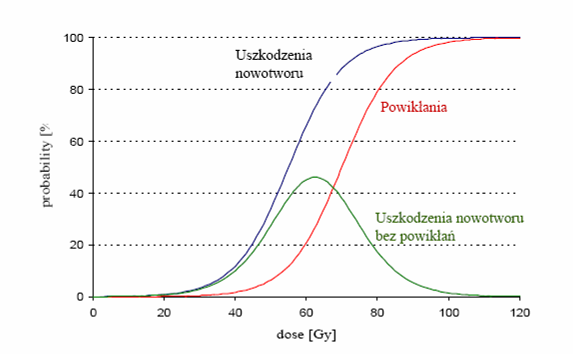 100
80
60
40
20
0
probability [%
Uszkodzenia
nowotworu
Powikłania
Uszkodzenia nowotworu
bez powikłań
0 20 40 60 80 100 120
dose [Gy]